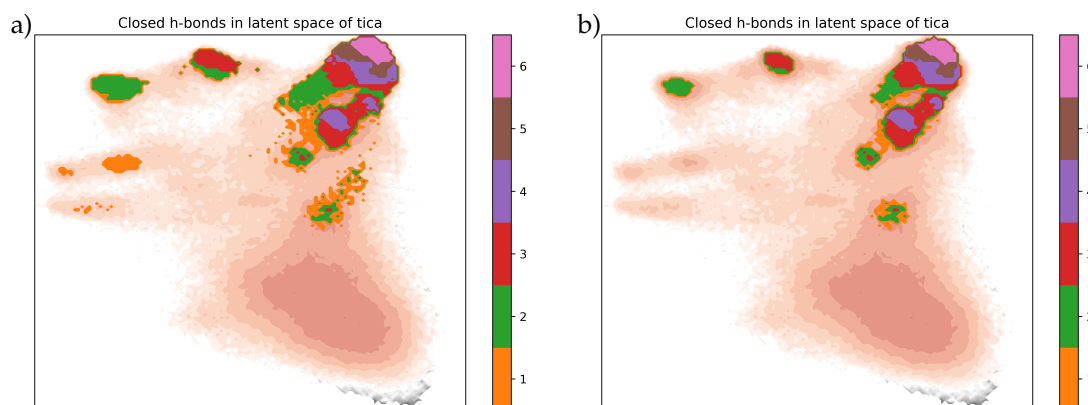 a)
Closed h-bonds in latent space of tica
6
5
4
3
2
1
b)
Closed h-bonds in latent space of tica